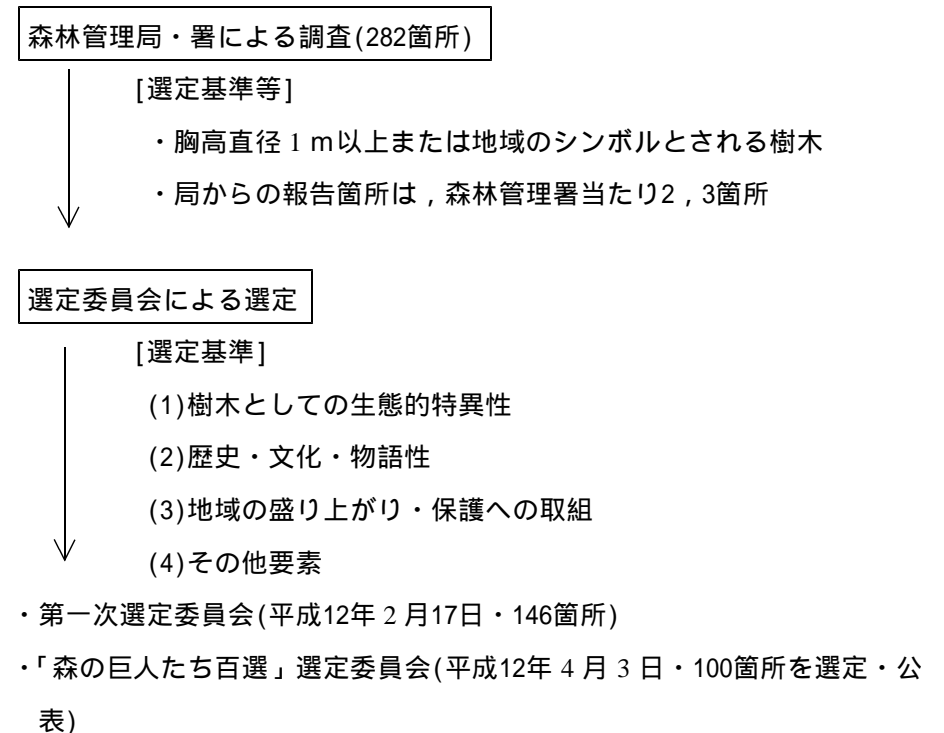 森林管理局・署による調査(282箇所)
[選定基準等]
・胸高直径１ｍ以上または地域のシンボルとされる樹木
・局からの報告箇所は，森林管理署当たり2，3箇所
選定委員会による選定
[選定基準]
(1)樹木としての生態的特異性
(2)歴史・文化・物語性
(3)地域の盛り上がり・保護への取組
(4)その他要素
・第一次選定委員会(平成12年２月17日・146箇所)
・「森の巨人たち百選」選定委員会(平成12年４月３日・100箇所を選定・公
表)